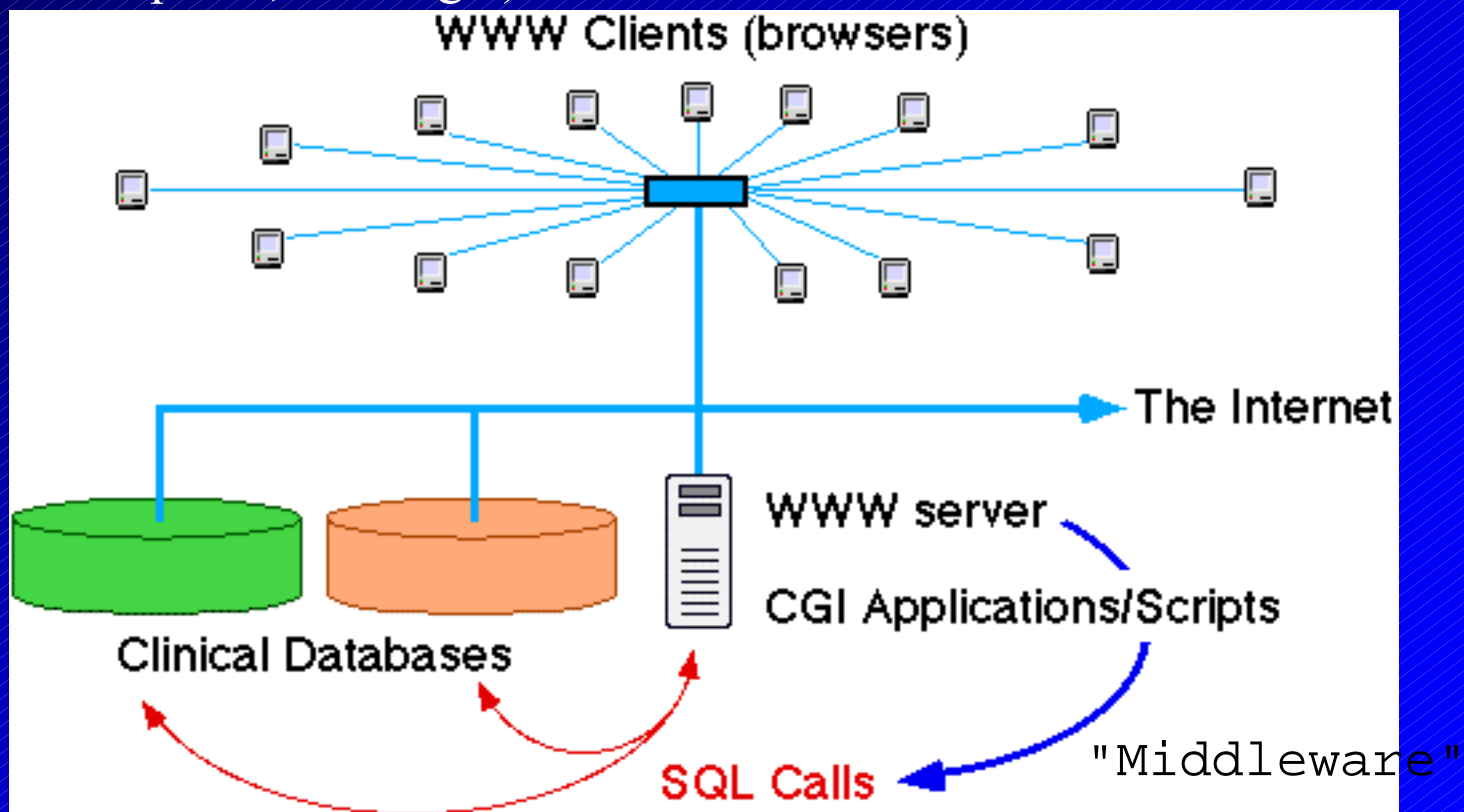 WWW Clients (browsers)
The Internet
WWW server
CGI Applications/Scripts
Clinical Databases
"Middleware"
SQL Calls